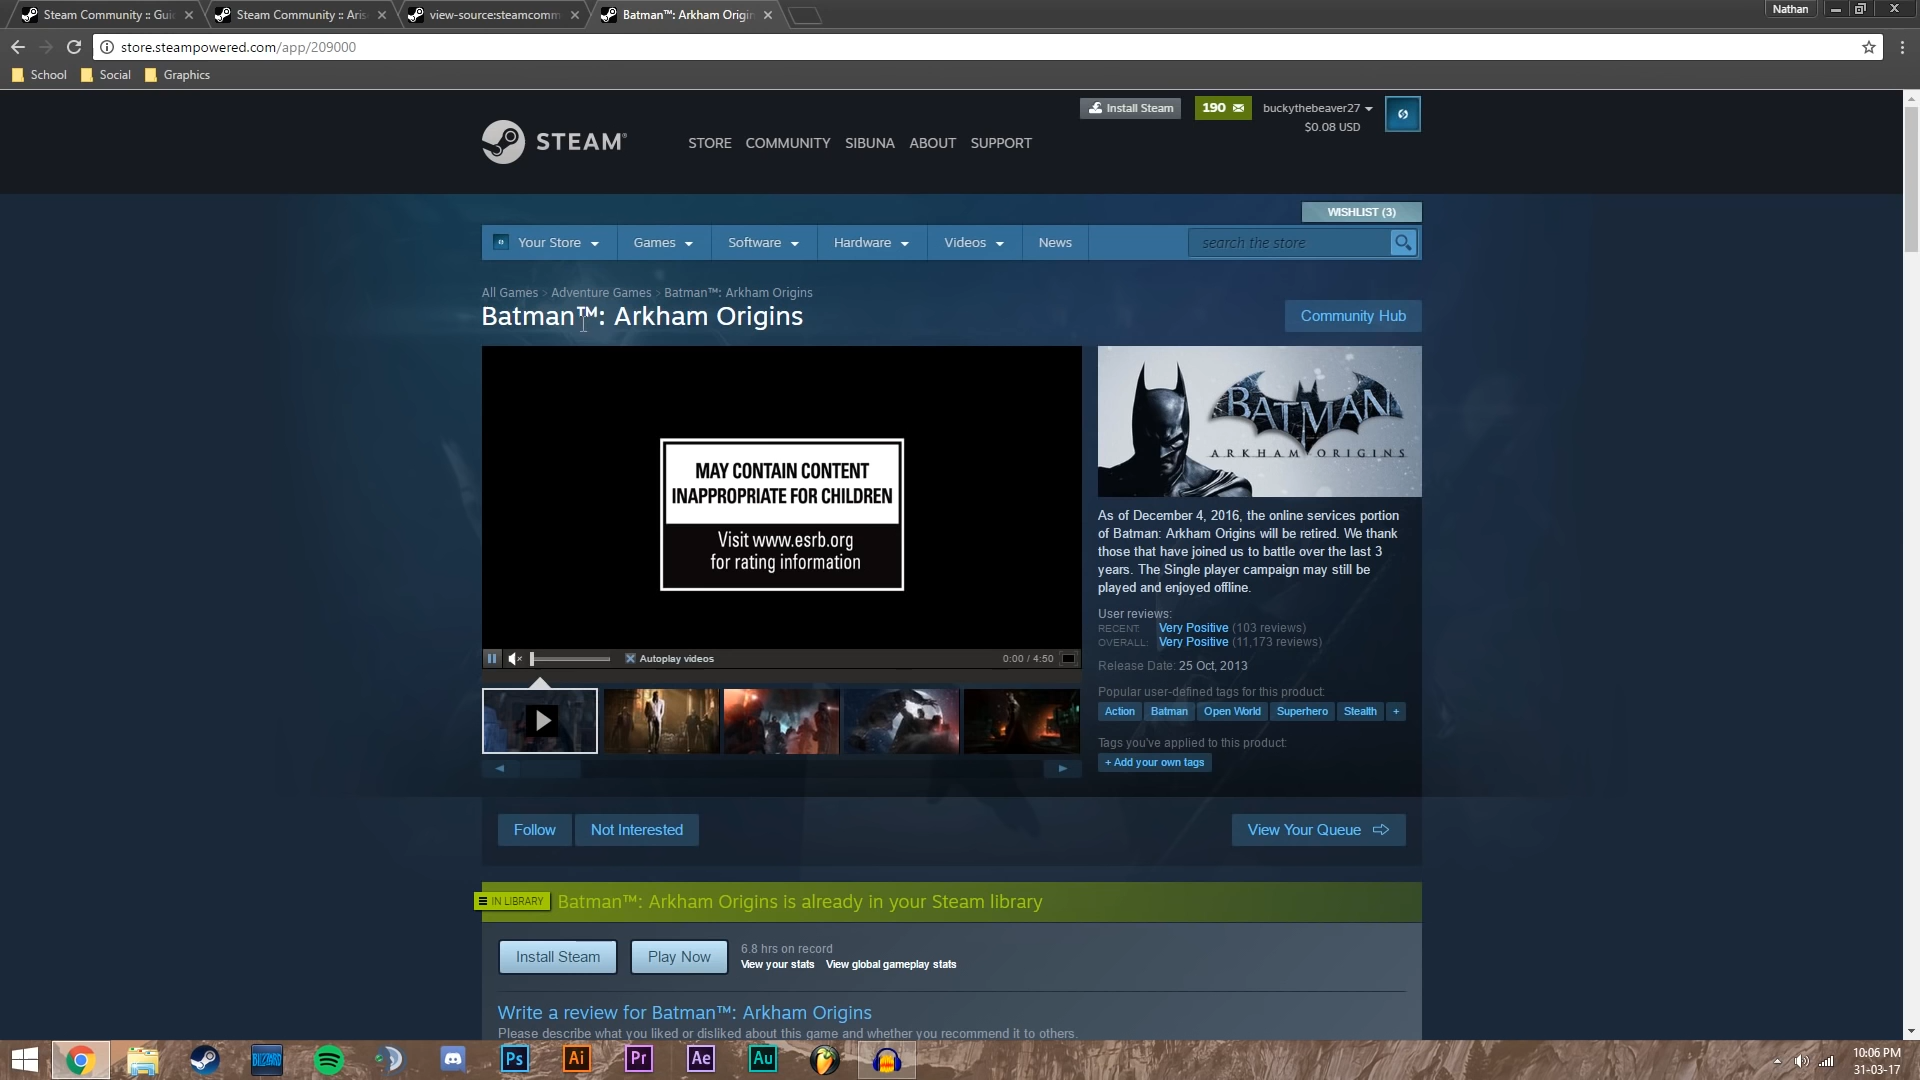 Steam Community :: Gui
Steam Community :: Aris
view-source:steamcomm
Batman™: Arkham Origin
Nathan
store.steampowered.com/app/209000
School
Social
Graphics
Install Steam
190
buckythebeaver27
$0.08 USD
STEAM
STORE
COMMUNITY
SIBUNA
ABOUT
SUPPORT
WISHLIST (3)
Your Store
Games
Software
Hardware
Videos
News
search the store
All Games > Adventure Games > Batman™: Arkham Origins
Batman™: Arkham Origins
Community Hub
MAY CONTAIN CONTENT
INAPPROPRIATE FOR CHILDREN
Visit www.esrb.org
for rating information
BATMAN
ARKHAM ORIGINS
As of December 4, 2016, the online services portion
of Batman: Arkham Origins will be retired. We thank
those that have joined us to battle over the last 3
years. The Single player campaign may still be
played and enjoyed offline.
User reviews:
RECENT: Very Positive (103 reviews)
OVERALL: Very Positive (11,173 reviews)
Release Date: 25 Oct, 2013
Autoplay videos
0:00 / 4:50
Popular user-defined tags for this product:
Action
Batman
Open World
Superhero
Stealth
+
Tags you've applied to this product:
+ Add your own tags
Follow
Not Interested
View Your Queue
IN LIBRARY
Batman™: Arkham Origins is already in your Steam library
Install Steam
Play Now
6.8 hrs on record
View your stats
View global gameplay stats
Write a review for Batman™: Arkham Origins
Please describe what you liked or disliked about this game and whether you recommend it to others.
BLIZZARD
Ps
Ai
Pr
Ae
Au
10:06 PM
31-03-17